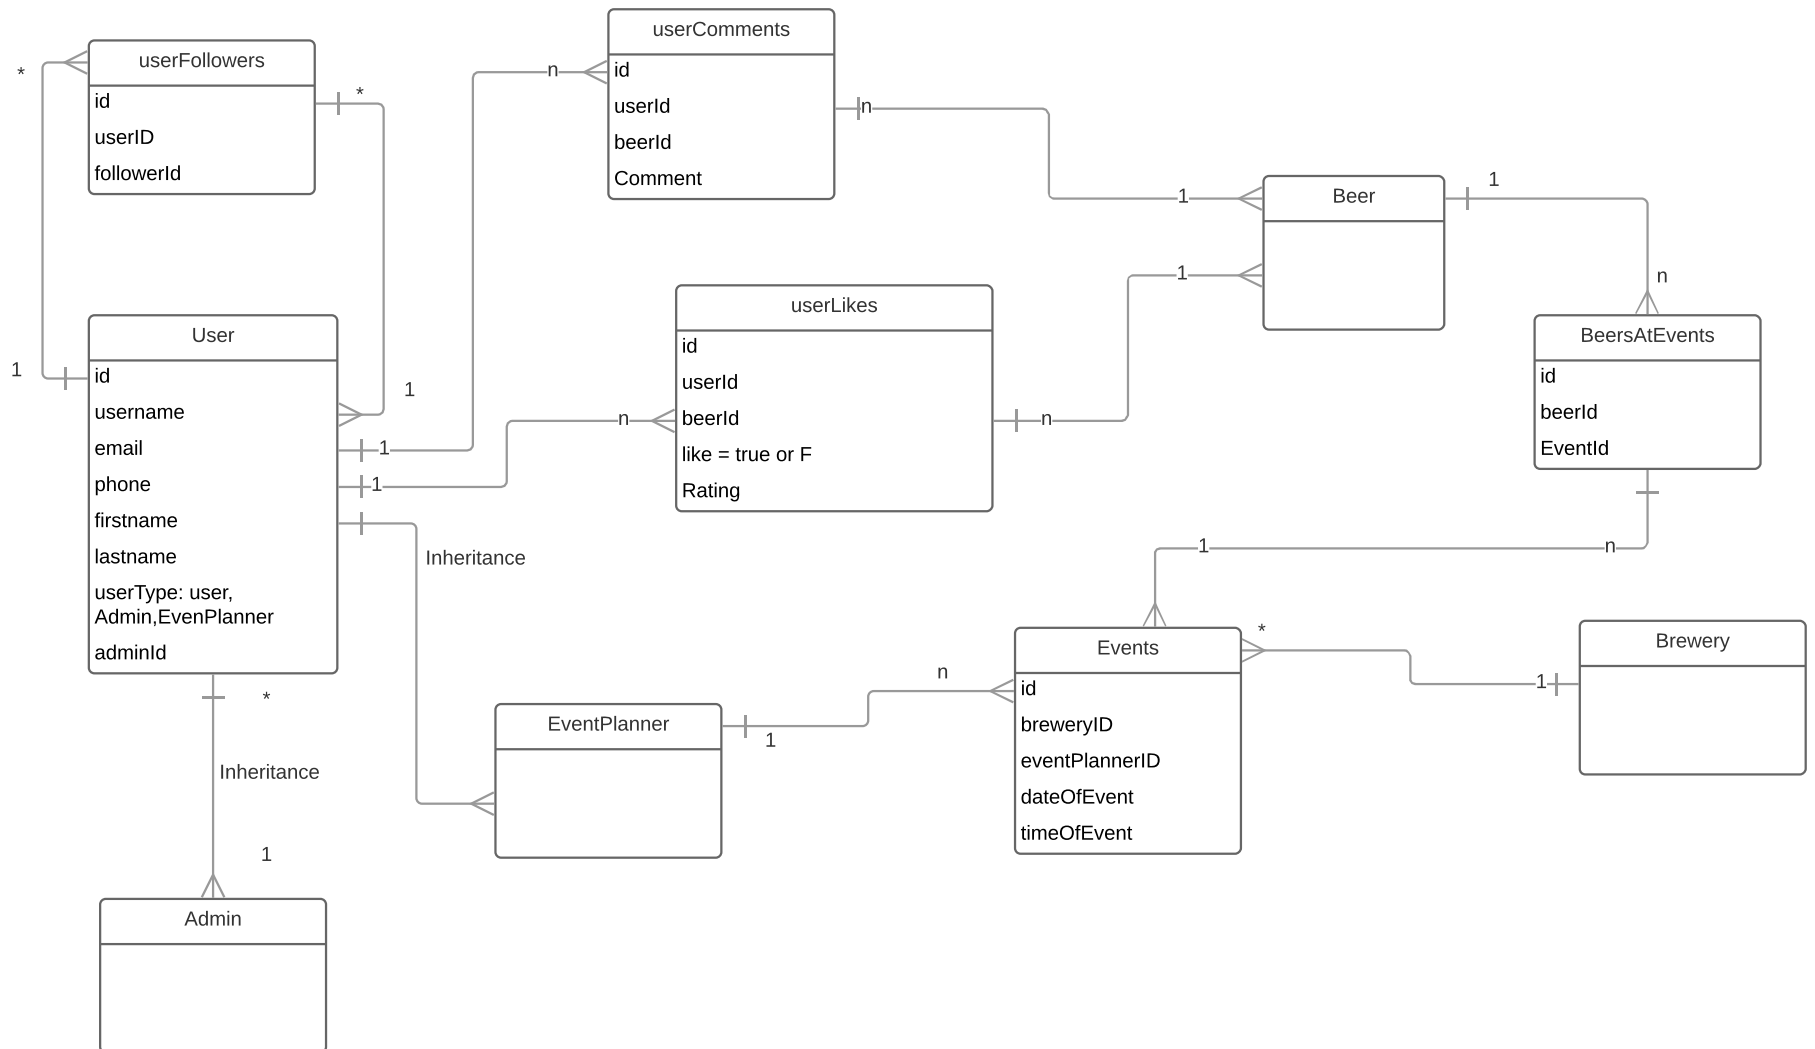 userFollowers
id
userID
followerId
*
*
1
1
userComments
id
userId
beerId
Comment
n
n
1
Beer
1
1
n
userLikes
id
userId
beerId
like = true or F
Rating
n
n
User
id
username
email
phone
firstname
lastname
userType: user,
Admin,EvenPlanner
adminId
1
1
Inheritance
BeersAtEvents
id
beerId
EventId
1
n
*
Inheritance
1
Admin
EventPlanner
1
n
Events
id
breweryID
eventPlannerID
dateOfEvent
timeOfEvent
*
1
Brewery